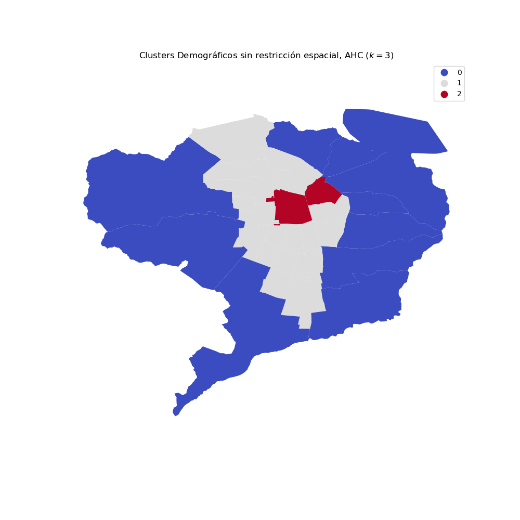 Clusters Demográficos sin restricción espacial, AHC (k = 3)
0
1
2